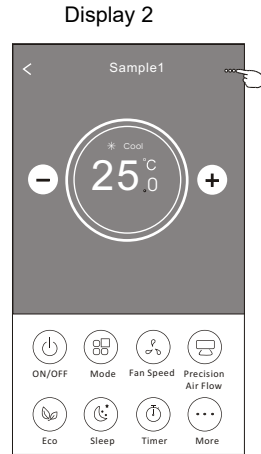 Display 2
Sample1
Cool
25.0°C
ON/OFF Mode Fan Speed Precision Air Flow
Eco Sleep Timer More